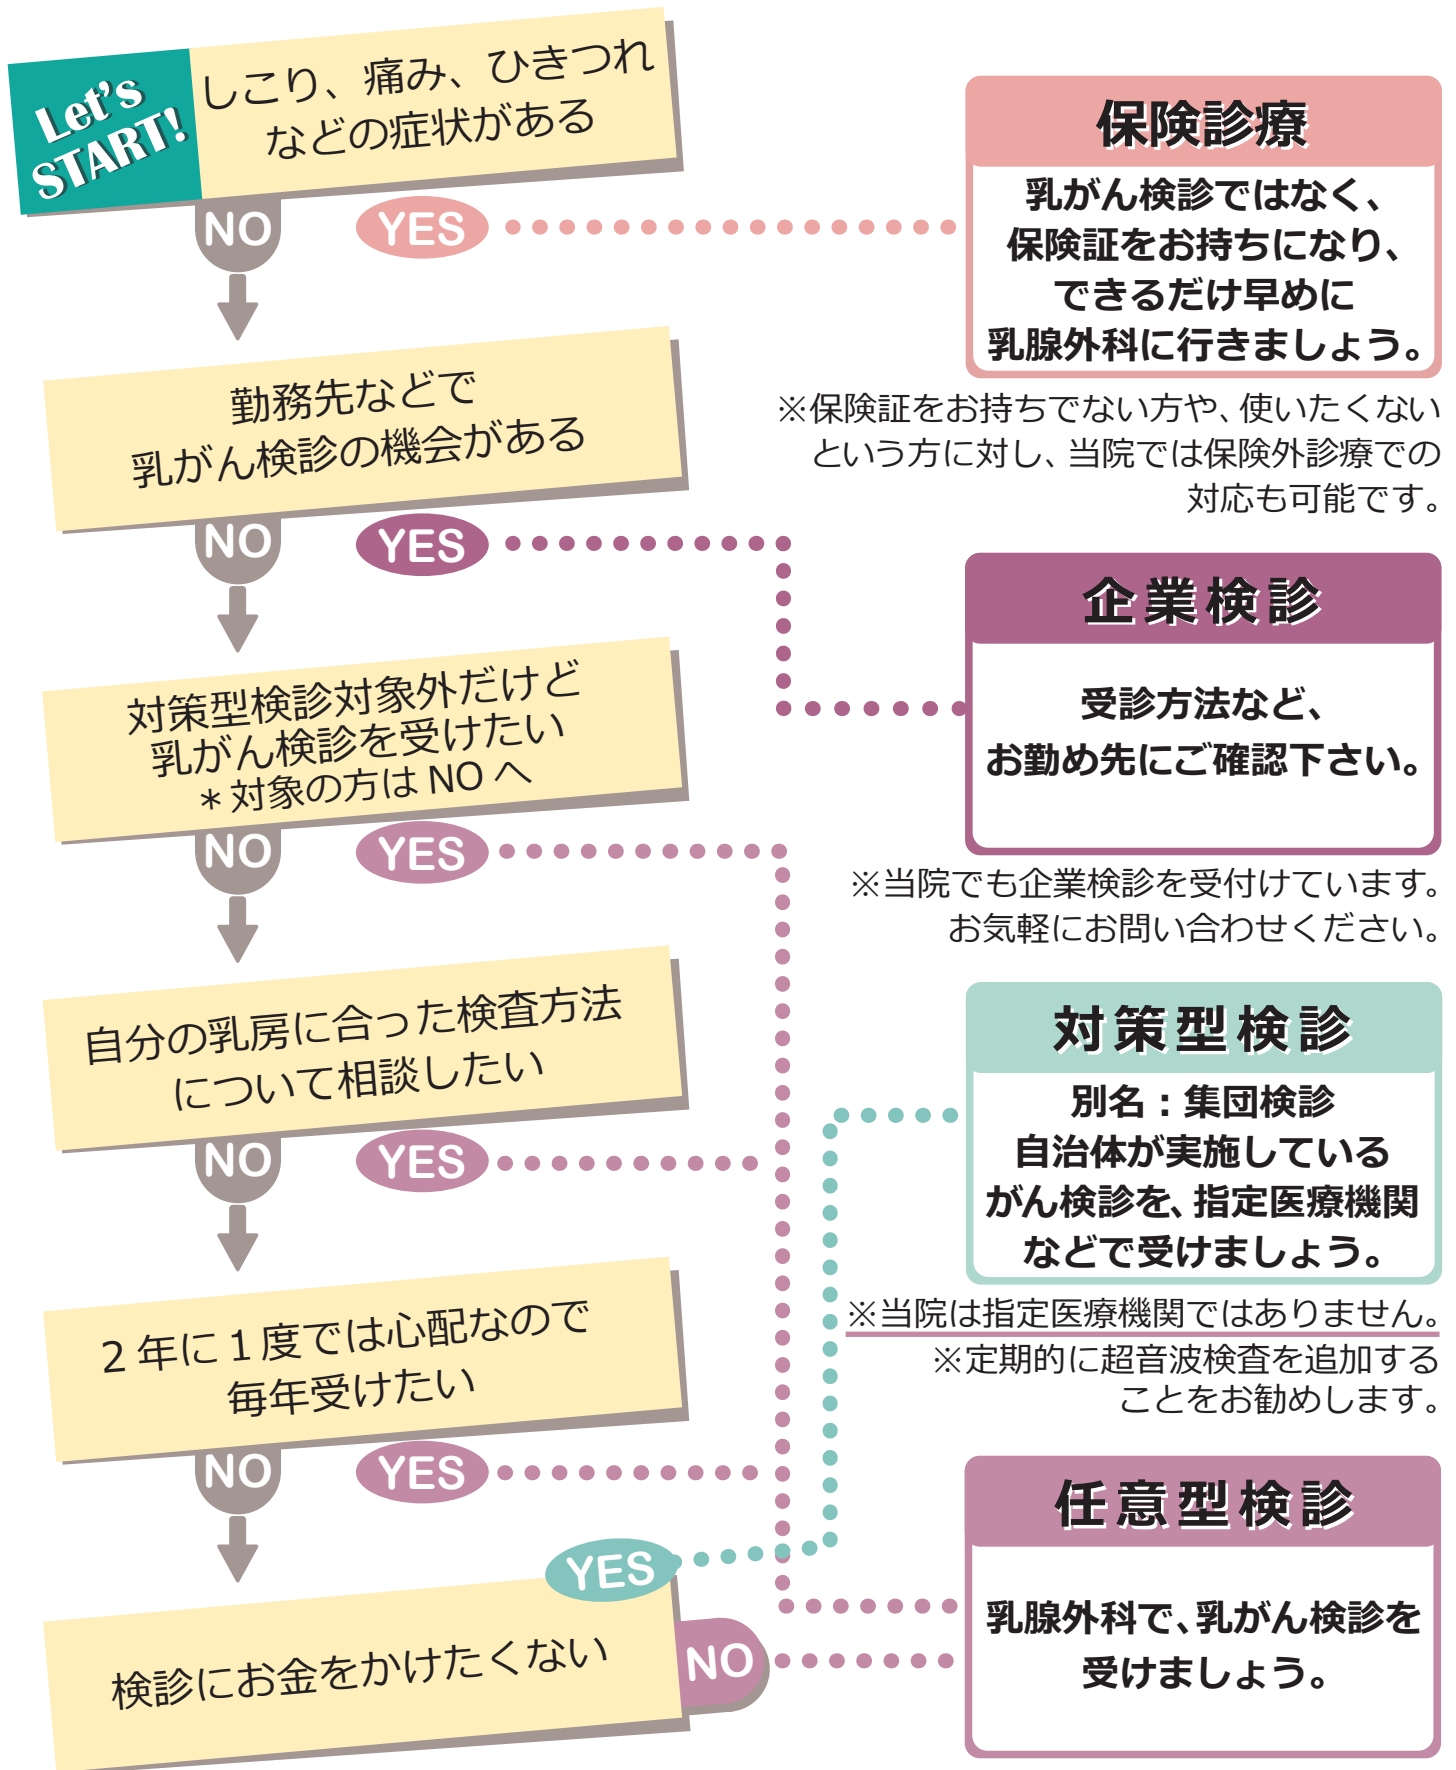 Let's
START!
しこり、痛み、ひきつれ
などの症状がある
NO
YES
保険診療
乳がん検診ではなく、
保険証をお持ちになり、
できるだけ早めに
乳腺外科に行きましょう。
※保険証をお持ちでない方や、使いたくない
という方に対し、当院では保険外診療での
対応も可能です。
勤務先などで
乳がん検診の機会がある
NO
YES
企業検診
受診方法など、
お勤め先にご確認下さい。
※当院でも企業検診を受付けています。
お気軽にお問い合わせください。
対策型検診対象外だけど
乳がん検診を受けたい
＊対象の方は NO へ
NO
YES
自分の乳房に合った検査方法
について相談したい
NO
YES
対策型検診
別名：集団検診
自治体が実施している
がん検診を、指定医療機関
などで受けましょう。
※当院は指定医療機関ではありません。
※定期的に超音波検査を追加する
ことをお勧めします。
2 年に 1 度では心配なので
毎年受けたい
NO
YES
検診にお金をかけたくない
YES
NO
任意型検診
乳腺外科で、乳がん検診を
受けましょう。